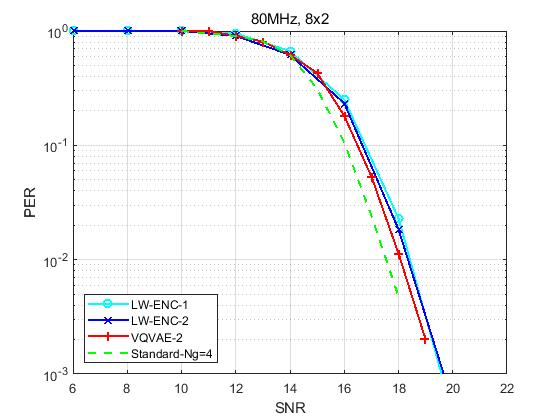 80MHz, 8x2
10^0
10^-1
10^-2
10^-3
PER
LW-ENC-1
LW-ENC-2
VQVAE-2
Standard-Ng=4
6 8 10 12 14 16 18 20 22
SNR